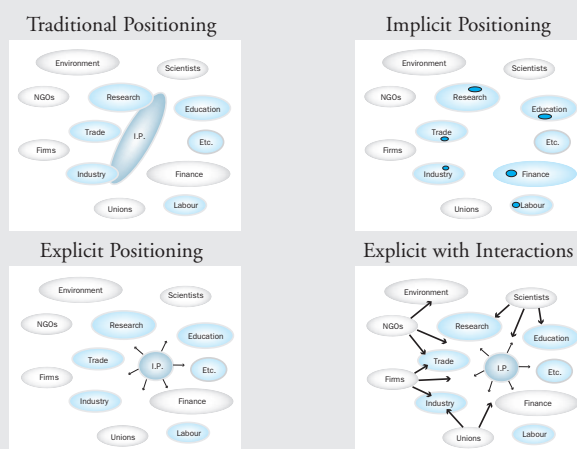 Traditional Positioning
Environment
Scientists
NGOs
Research
Education
Trade
I.P.
Etc.
Firms
Industry
Finance
Unions
Labour
Implicit Positioning
Environment
Scientists
NGOs
Research
Education
Trade
Etc.
Firms
Industry
Finance
Unions
Labour
Explicit Positioning
Environment
Scientists
NGOs
Research
Education
Trade
I.P.
Etc.
Firms
Industry
Finance
Unions
Labour
Explicit with Interactions
Environment
Scientists
NGOs
Research
Education
Trade
I.P.
Etc.
Firms
Industry
Finance
Unions
Labour